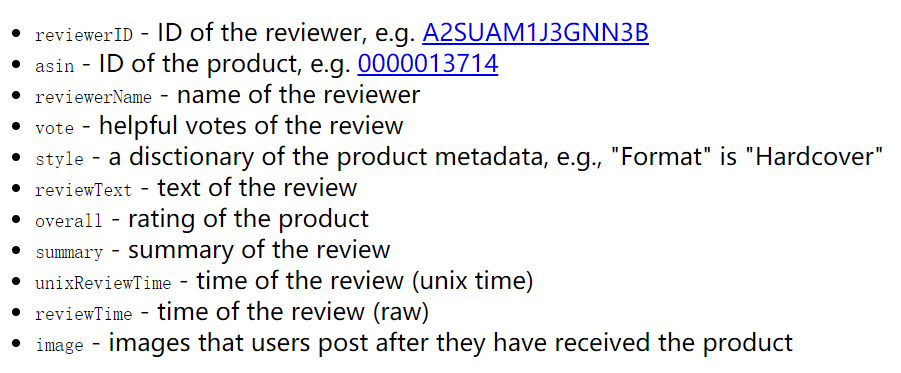 reviewerID - ID of the reviewer, e.g. A2SUAM1J3GNN3B
asin - ID of the product, e.g. 0000013714
reviewerName - name of the reviewer
vote - helpful votes of the review
style - a disctionary of the product metadata, e.g., "Format" is "Hardcover"
reviewText - text of the review
overall - rating of the product
summary - summary of the review
unixReviewTime - time of the review (unix time)
reviewTime - time of the review (raw)
image - images that users post after they have received the product